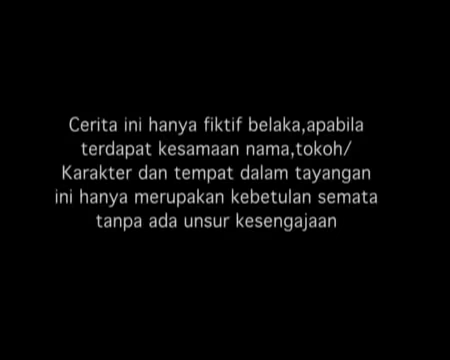 Cerita ini hanya fiktif belaka,apabila
terdapat kesamaan nama,tokoh/
Karakter dan tempat dalam tayangan
ini hanya merupakan kebetulan semata
tanpa ada unsur kesengajaan